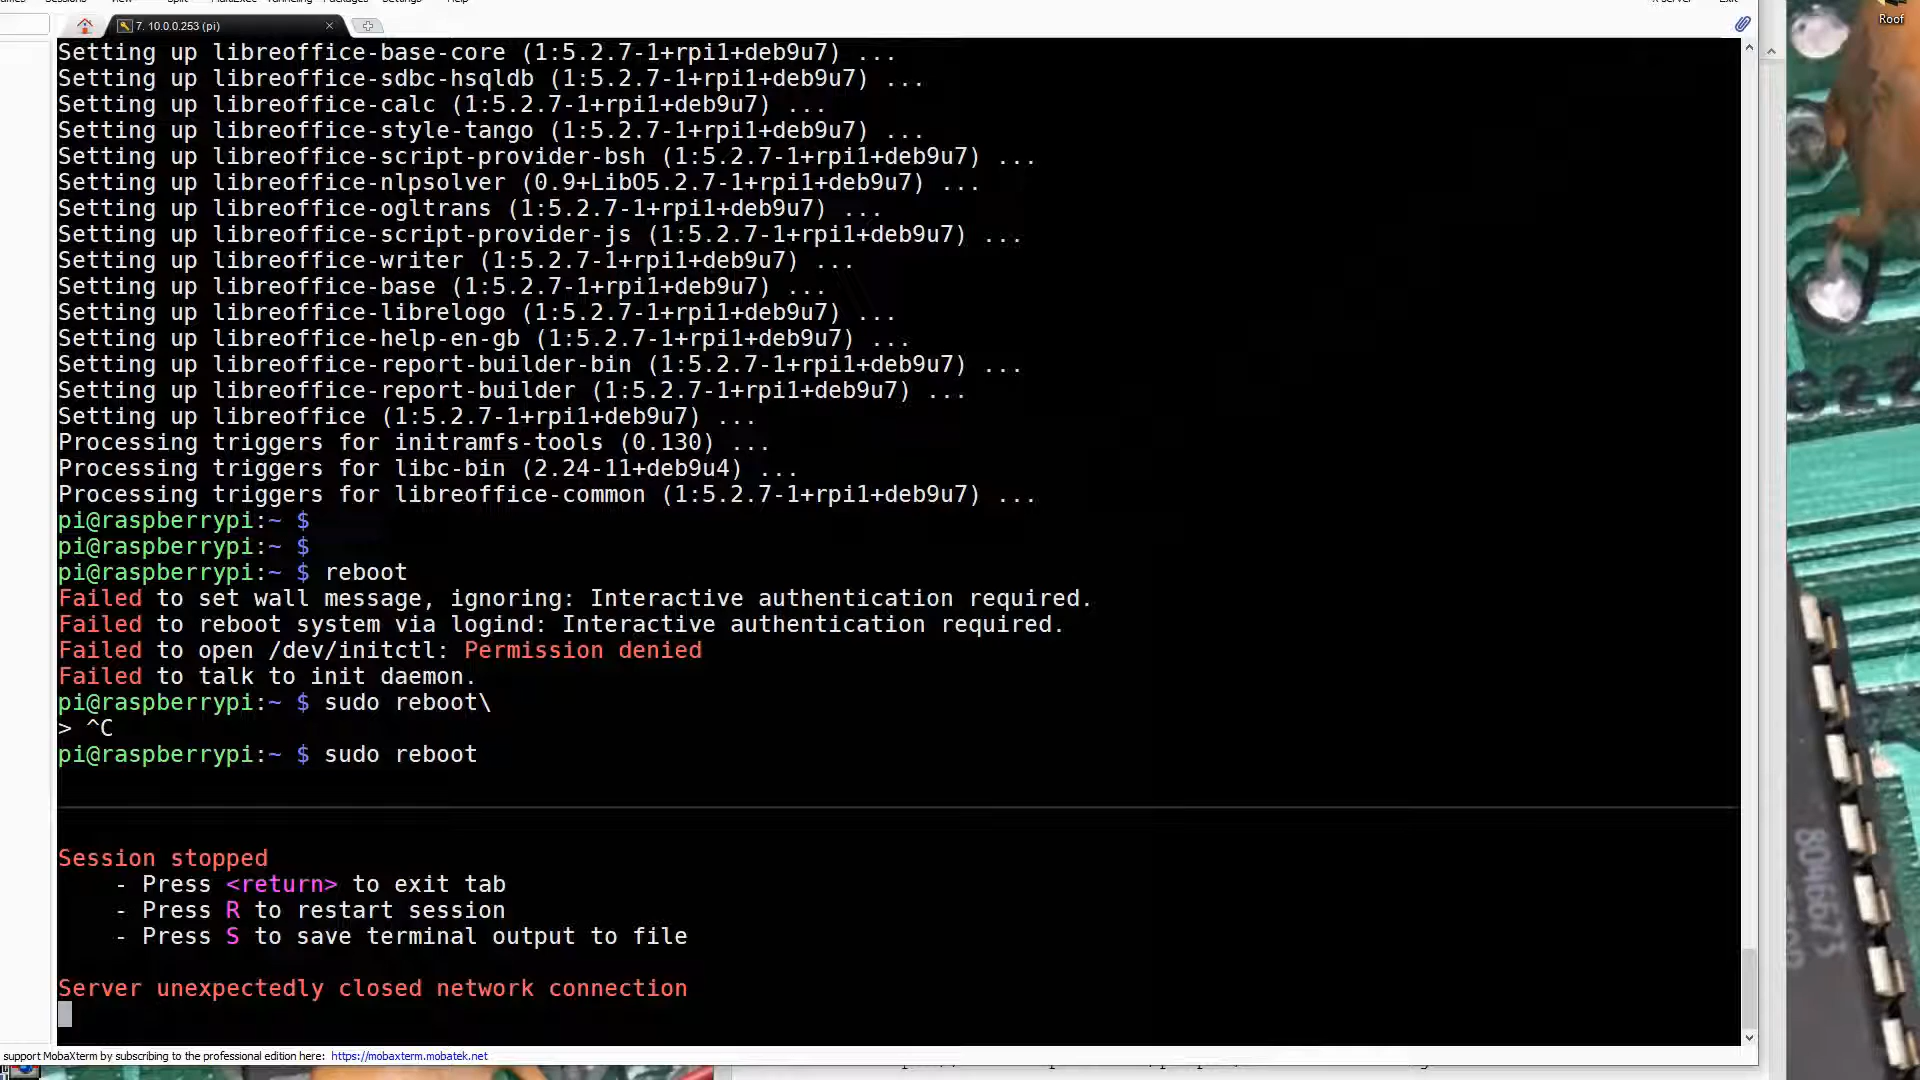 Roof
7. 10.0.0.253 (pi)
Setting up libreoffice-base-core (1:5.2.7-1+rpi1+deb9u7) ...
Setting up libreoffice-sdbc-hsqldb (1:5.2.7-1+rpi1+deb9u7) ...
Setting up libreoffice-calc (1:5.2.7-1+rpi1+deb9u7) ...
Setting up libreoffice-style-tango (1:5.2.7-1+rpi1+deb9u7) ...
Setting up libreoffice-script-provider-bsh (1:5.2.7-1+rpi1+deb9u7) ...
Setting up libreoffice-nlpsolver (0.9+LibO5.2.7-1+rpi1+deb9u7) ...
Setting up libreoffice-ogltrans (1:5.2.7-1+rpi1+deb9u7) ...
Setting up libreoffice-script-provider-js (1:5.2.7-1+rpi1+deb9u7) ...
Setting up libreoffice-writer (1:5.2.7-1+rpi1+deb9u7) ...
Setting up libreoffice-base (1:5.2.7-1+rpi1+deb9u7) ...
Setting up libreoffice-librelogo (1:5.2.7-1+rpi1+deb9u7) ...
Setting up libreoffice-help-en-gb (1:5.2.7-1+rpi1+deb9u7) ...
Setting up libreoffice-report-builder-bin (1:5.2.7-1+rpi1+deb9u7) ...
Setting up libreoffice-report-builder (1:5.2.7-1+rpi1+deb9u7) ...
Setting up libreoffice (1:5.2.7-1+rpi1+deb9u7) ...
Processing triggers for initramfs-tools (0.130) ...
Processing triggers for libc-bin (2.24-11+deb9u4) ...
Processing triggers for libreoffice-common (1:5.2.7-1+rpi1+deb9u7) ...
pi@raspberrypi:~ $
pi@raspberrypi:~ $
pi@raspberrypi:~ $ reboot
Failed to set wall message, ignoring: Interactive authentication required.
Failed to reboot system via logind: Interactive authentication required.
Failed to open /dev/initctl: Permission denied
Failed to talk to init daemon.
pi@raspberrypi:~ $ sudo reboot\
> ^C
pi@raspberrypi:~ $ sudo reboot
Session stopped
- Press <return> to exit tab
- Press R to restart session
- Press S to save terminal output to file
Server unexpectedly closed network connection
support MobaXterm by subscribing to the professional edition here: https://mobaxterm.mobatek.net